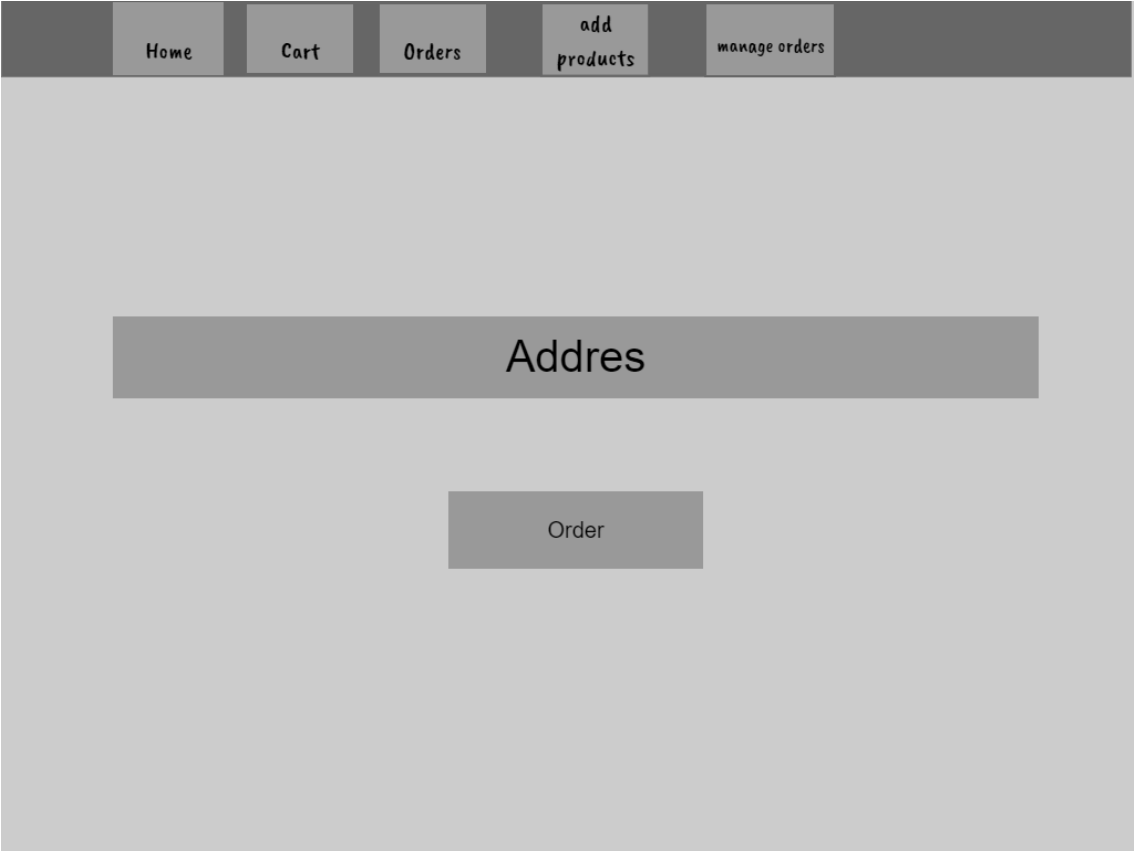 Home
Cart
Orders
add
products
manage orders
Addres
Order